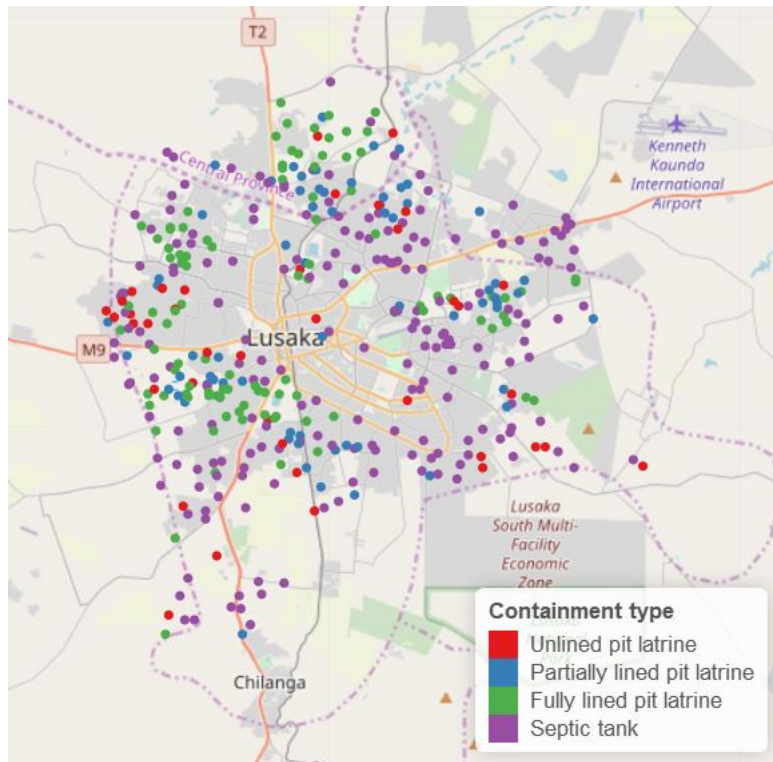 T2
Central Province
Kenneth
Kaunda
International
Airport
Lusaka
M9
Lusaka
South Multi-
Facility
Economic
Zone
Containment type
Unlined pit latrine
Partially lined pit latrine
Fully lined pit latrine
Septic tank
Chilanga